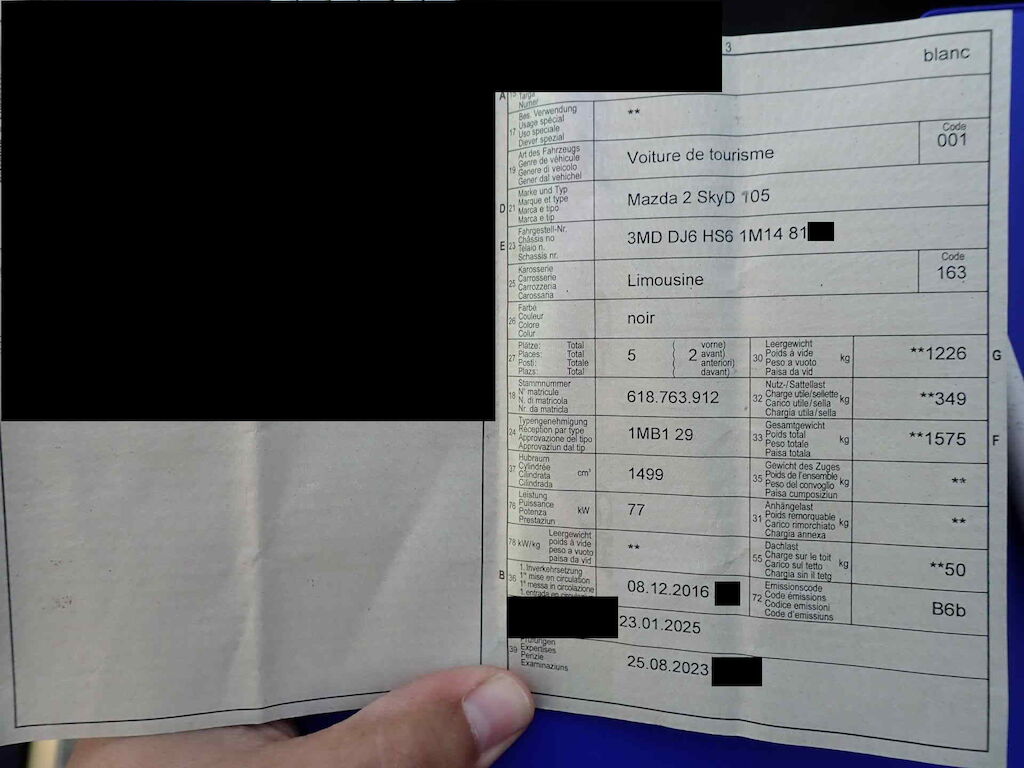 3
blanc
A 15 Targa
Numer
17 Bes. Verwendung
Usage spécial
Uso speciale
Diever spezial
**
19 Art des Fahrzeugs
Genre de véhicule
Genere di veicolo
Gener dal vehichel
Voiture de tourisme
Code
001
D 21 Marke und Typ
Marque et type
Marca e tipo
Marca e tip
Mazda 2 SkyD 105
E 23 Fahrgestell-Nr.
Châssis no
Telaio n.
Schassis nr.
3MD DJ6 HS6 1M14 81
25 Karosserie
Carrosserie
Carrozzeria
Carossaria
Limousine
Code
163
26 Farbe
Couleur
Colore
Colur
noir
27 Plätze: Total
Places: Total
Posti: Totale
Plazs: Total
5
( vorne)
( 2 avant)
( anteriori)
( davant)
30 Leergewicht
Poids à vide
Peso a vuoto
Paisa da vid
kg
**1226
G
18 Stammnummer
N° matricule
N. di matricola
Nr. da matricla
618.763.912
32 Nutz-/Sattellast
Charge utile/sellette
Carico utile/sella
Chargia utila/sella
kg
**349
24 Typengenehmigung
Réception par type
Approvazione del tipo
Approvaziun dal tip
1MB1 29
33 Gesamtgewicht
Poids total
Peso totale
Paisa totala
kg
**1575
F
37 Hubraum
Cylindrée
Cilindrata
Cilindrada
cm³
1499
35 Gewicht des Zuges
Poids de l'ensemble
Peso del convoglio
Paisa cumposiziun
kg
**
76 Leistung
Puissance
Potenza
Prestaziun
kW
77
31 Anhängelast
Poids remorquable
Carico rimorchiato
Chargia annexa
kg
**
78 kW/kg
Leergewicht
poids à vide
peso a vuoto
paisa da vid
**
55 Dachlast
Charge sur le toit
Carico sul tetto
Chargia sin il tetg
kg
**50
B 36 1. Inverkehrsetzung
1re mise en circulation
1a messa in circolazione
1. entrada en circulaziun
08.12.2016
72 Emissionscode
Code émissions
Codice emissioni
Code d'emissiuns
B6b
23.01.2025
39 Prüfungen
Expertises
Perizie
Examinaziuns
25.08.2023